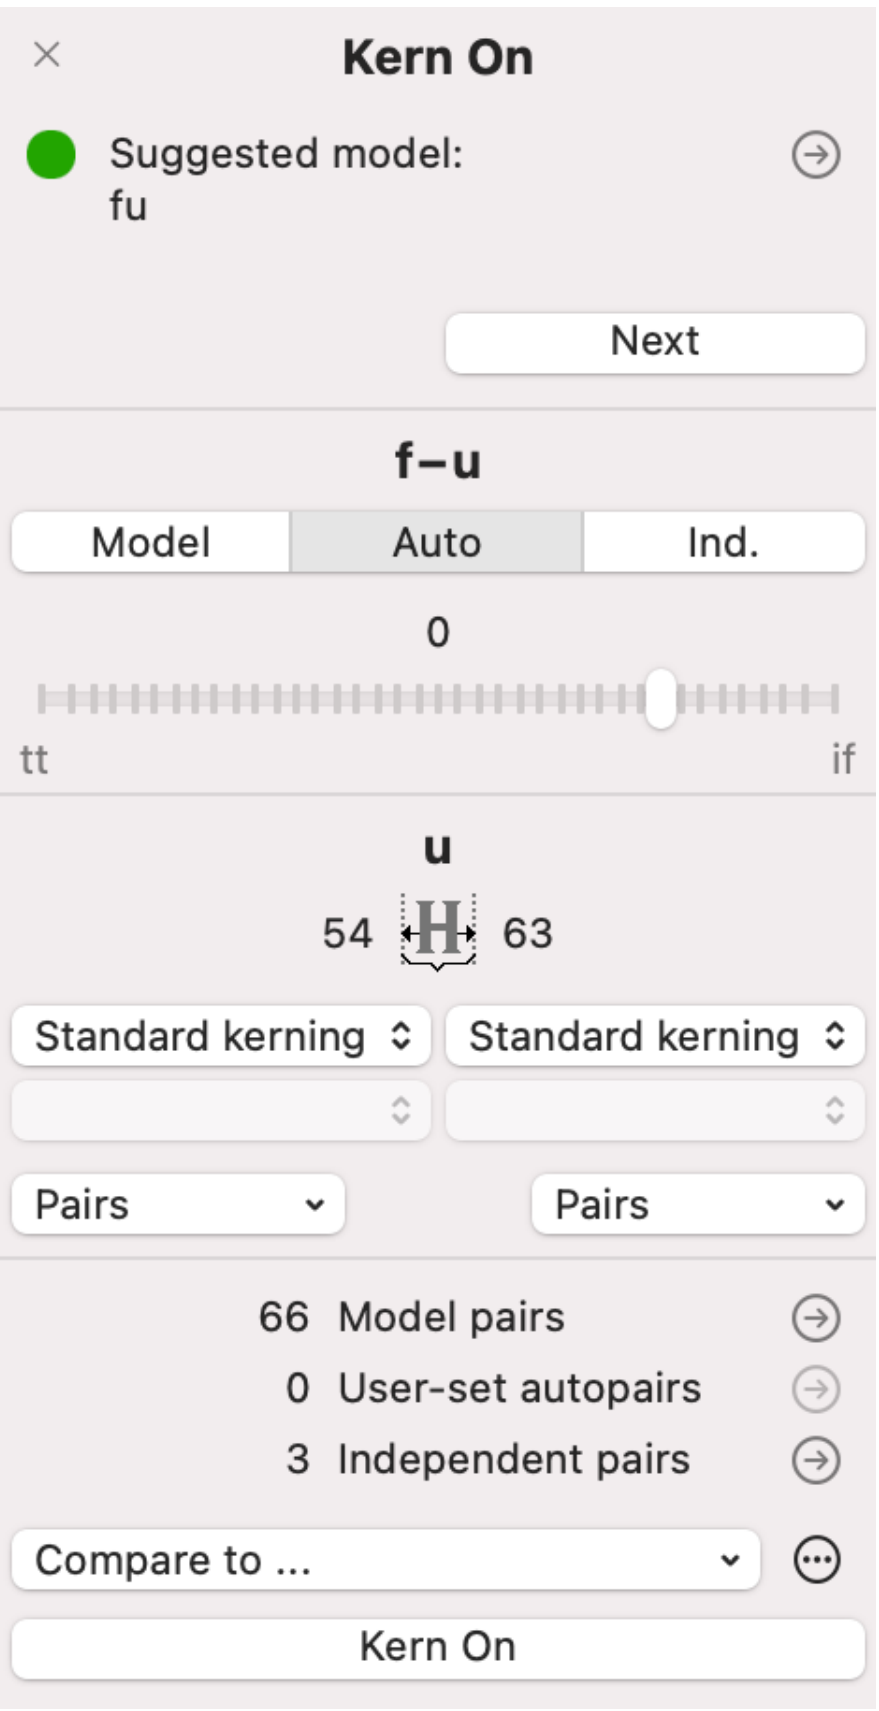 Kern On
Suggested model:
fu
Next
f–u
Model Auto Ind.
0
tt if
u
54 H 63
Standard kerning Standard kerning
Pairs Pairs
66 Model pairs
0 User-set autopairs
3 Independent pairs
Compare to ...
Kern On